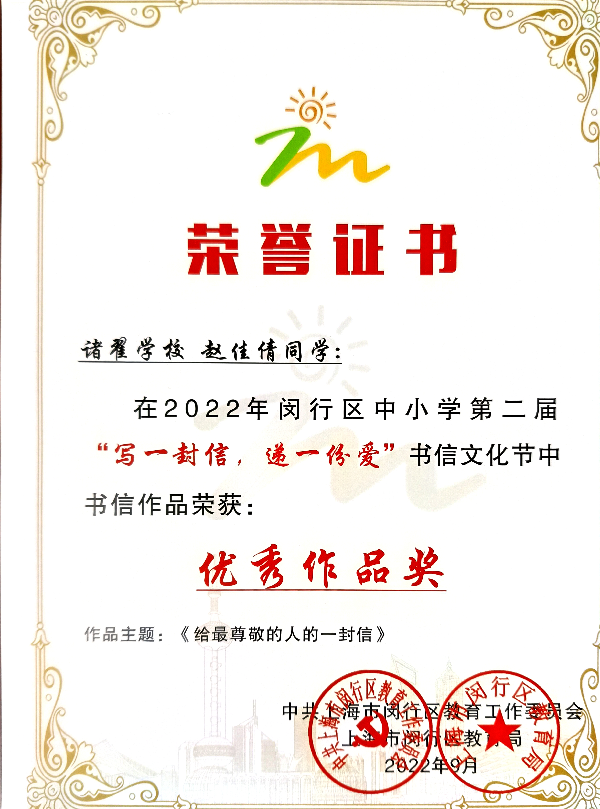 荣誉证书
诸翟学校 赵佳倩同学：
在2022年闵行区中小学第二届
“写一封信，递一份爱”书信文化节中
书信作品荣获：
优秀作品奖
作品主题：《给最尊敬的人的一封信》
中共上海市闵行区教育工作委员会
上海市闵行区教育局
2022年9月
中共上海市闵行区教育工作委员会
上海市闵行区教育局